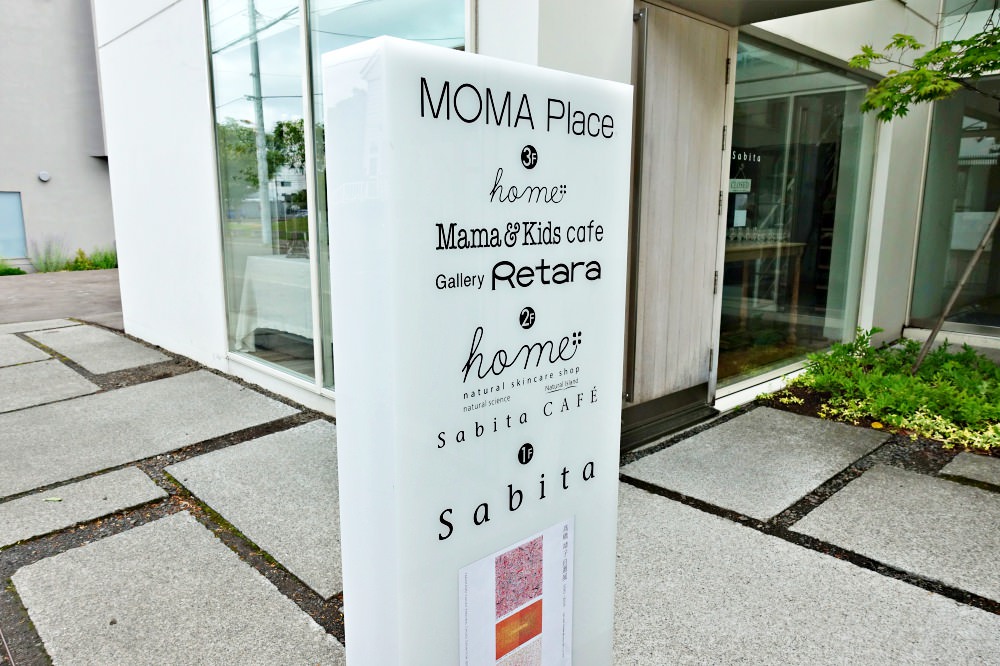 MOMA Place
3F
home
Mama&Kids cafe
Gallery Retara
2F
home
natural skincare shop
natural science Natural Island
Sabita CAFÉ
1F
Sabita
Sabita
CLOSED